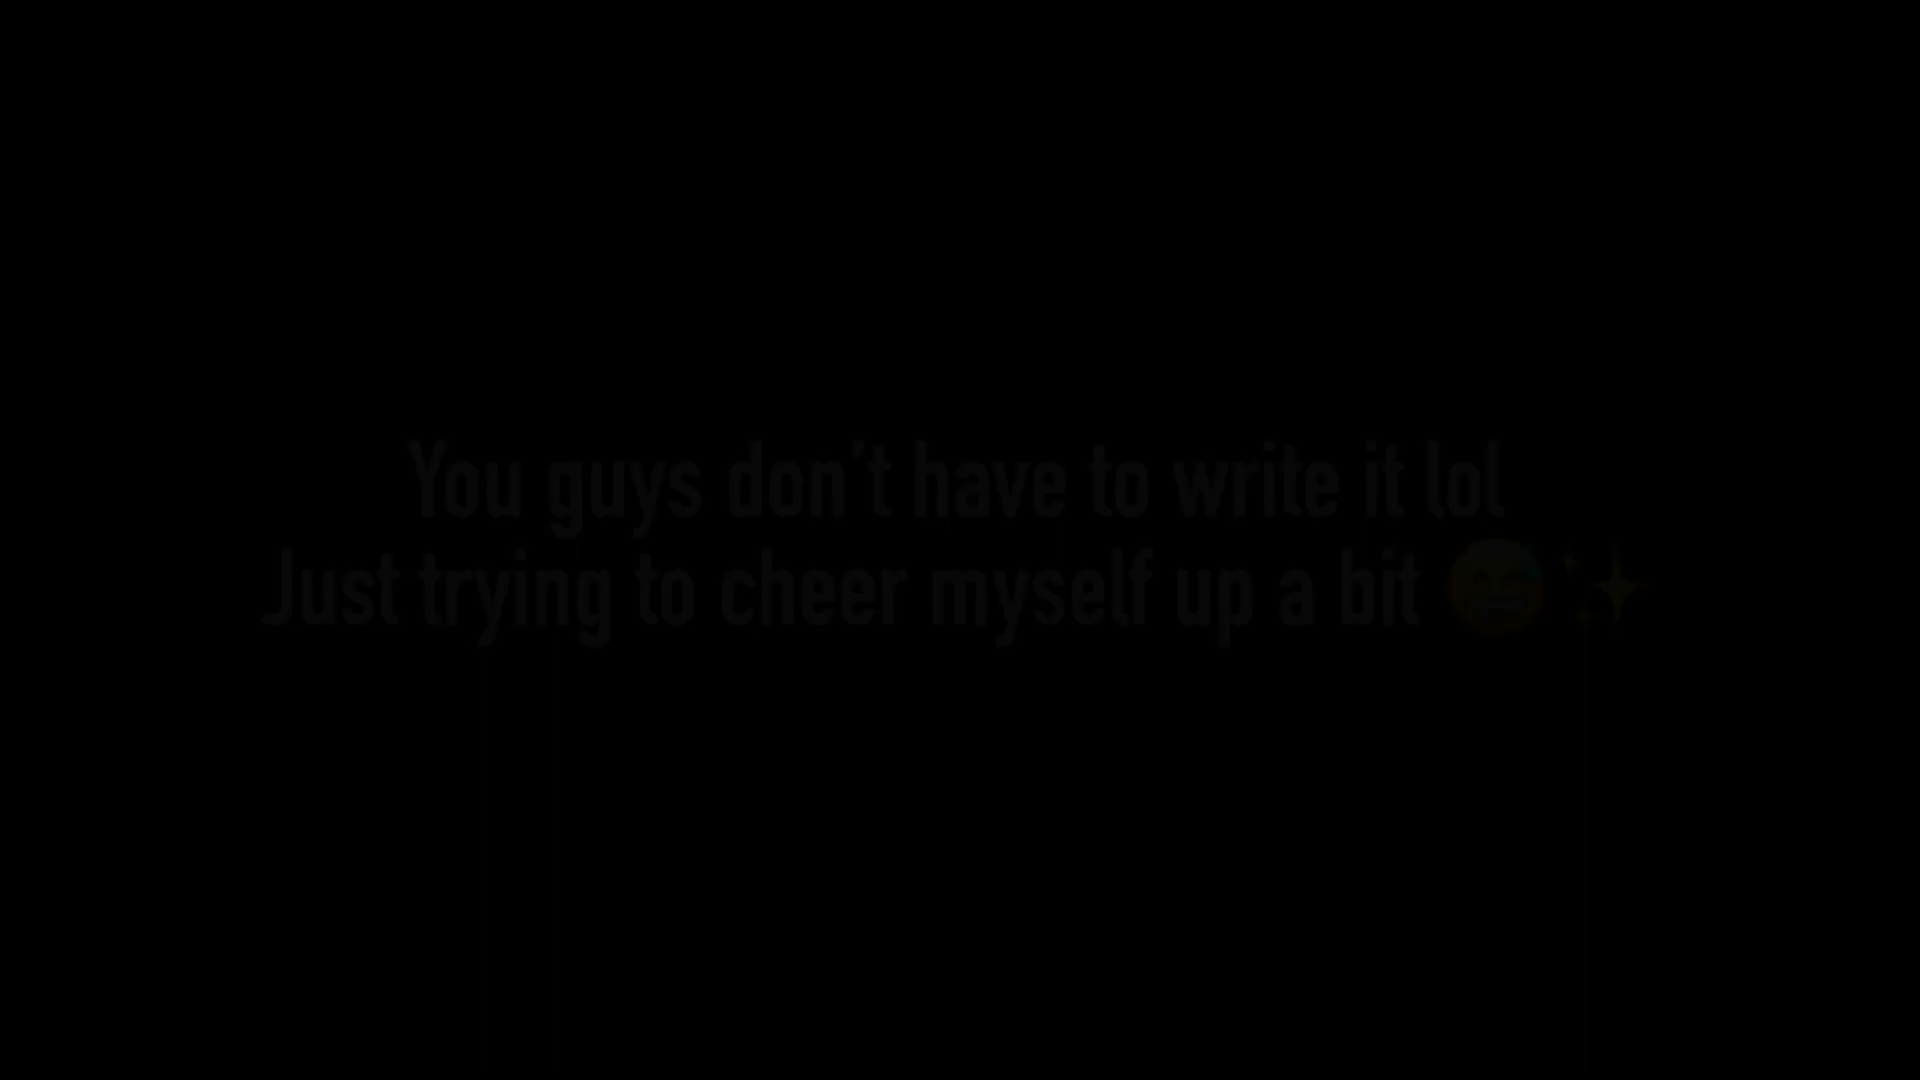 You guys don't have to write it lol
Just trying to cheer myself up a bit 😅✨